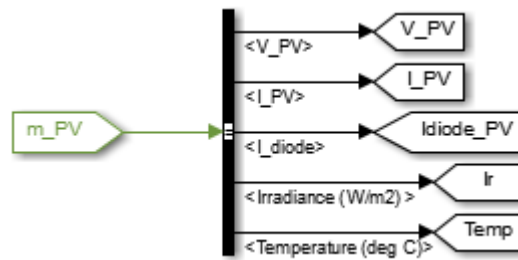 V_PV
<V_PV>
I_PV
<I_PV>
m_PV
Idiode_PV
<I_diode>
Ir
<Irradiance (W/m2) >
Temp
<Temperature (deg C)>